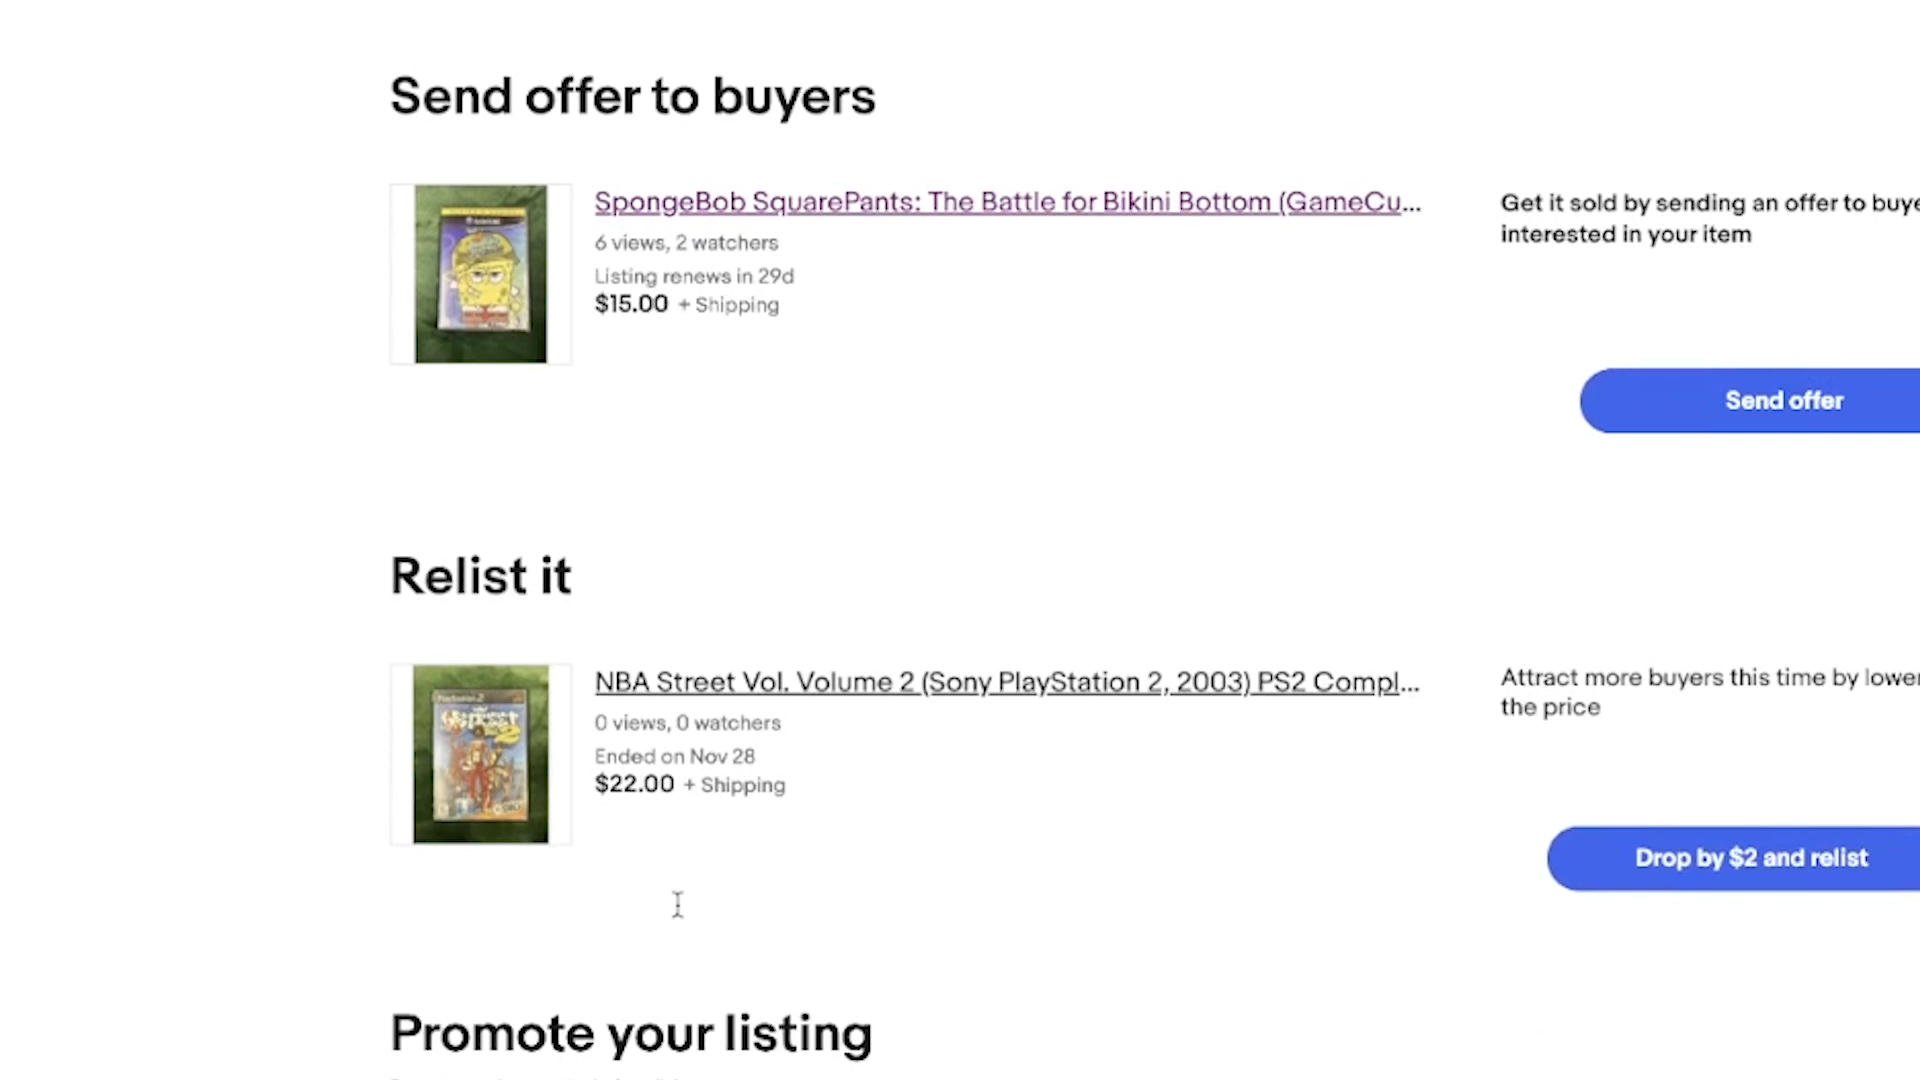 Send offer to buyers
SpongeBob SquarePants: The Battle for Bikini Bottom (GameCu...
6 views, 2 watchers
Listing renews in 29d
$15.00 + Shipping
Get it sold by sending an offer to buye
interested in your item
Send offer
Relist it
NBA Street Vol. Volume 2 (Sony PlayStation 2, 2003) PS2 Compl...
0 views, 0 watchers
Ended on Nov 28
$22.00 + Shipping
Attract more buyers this time by lower
the price
Drop by $2 and relist
Promote your listing